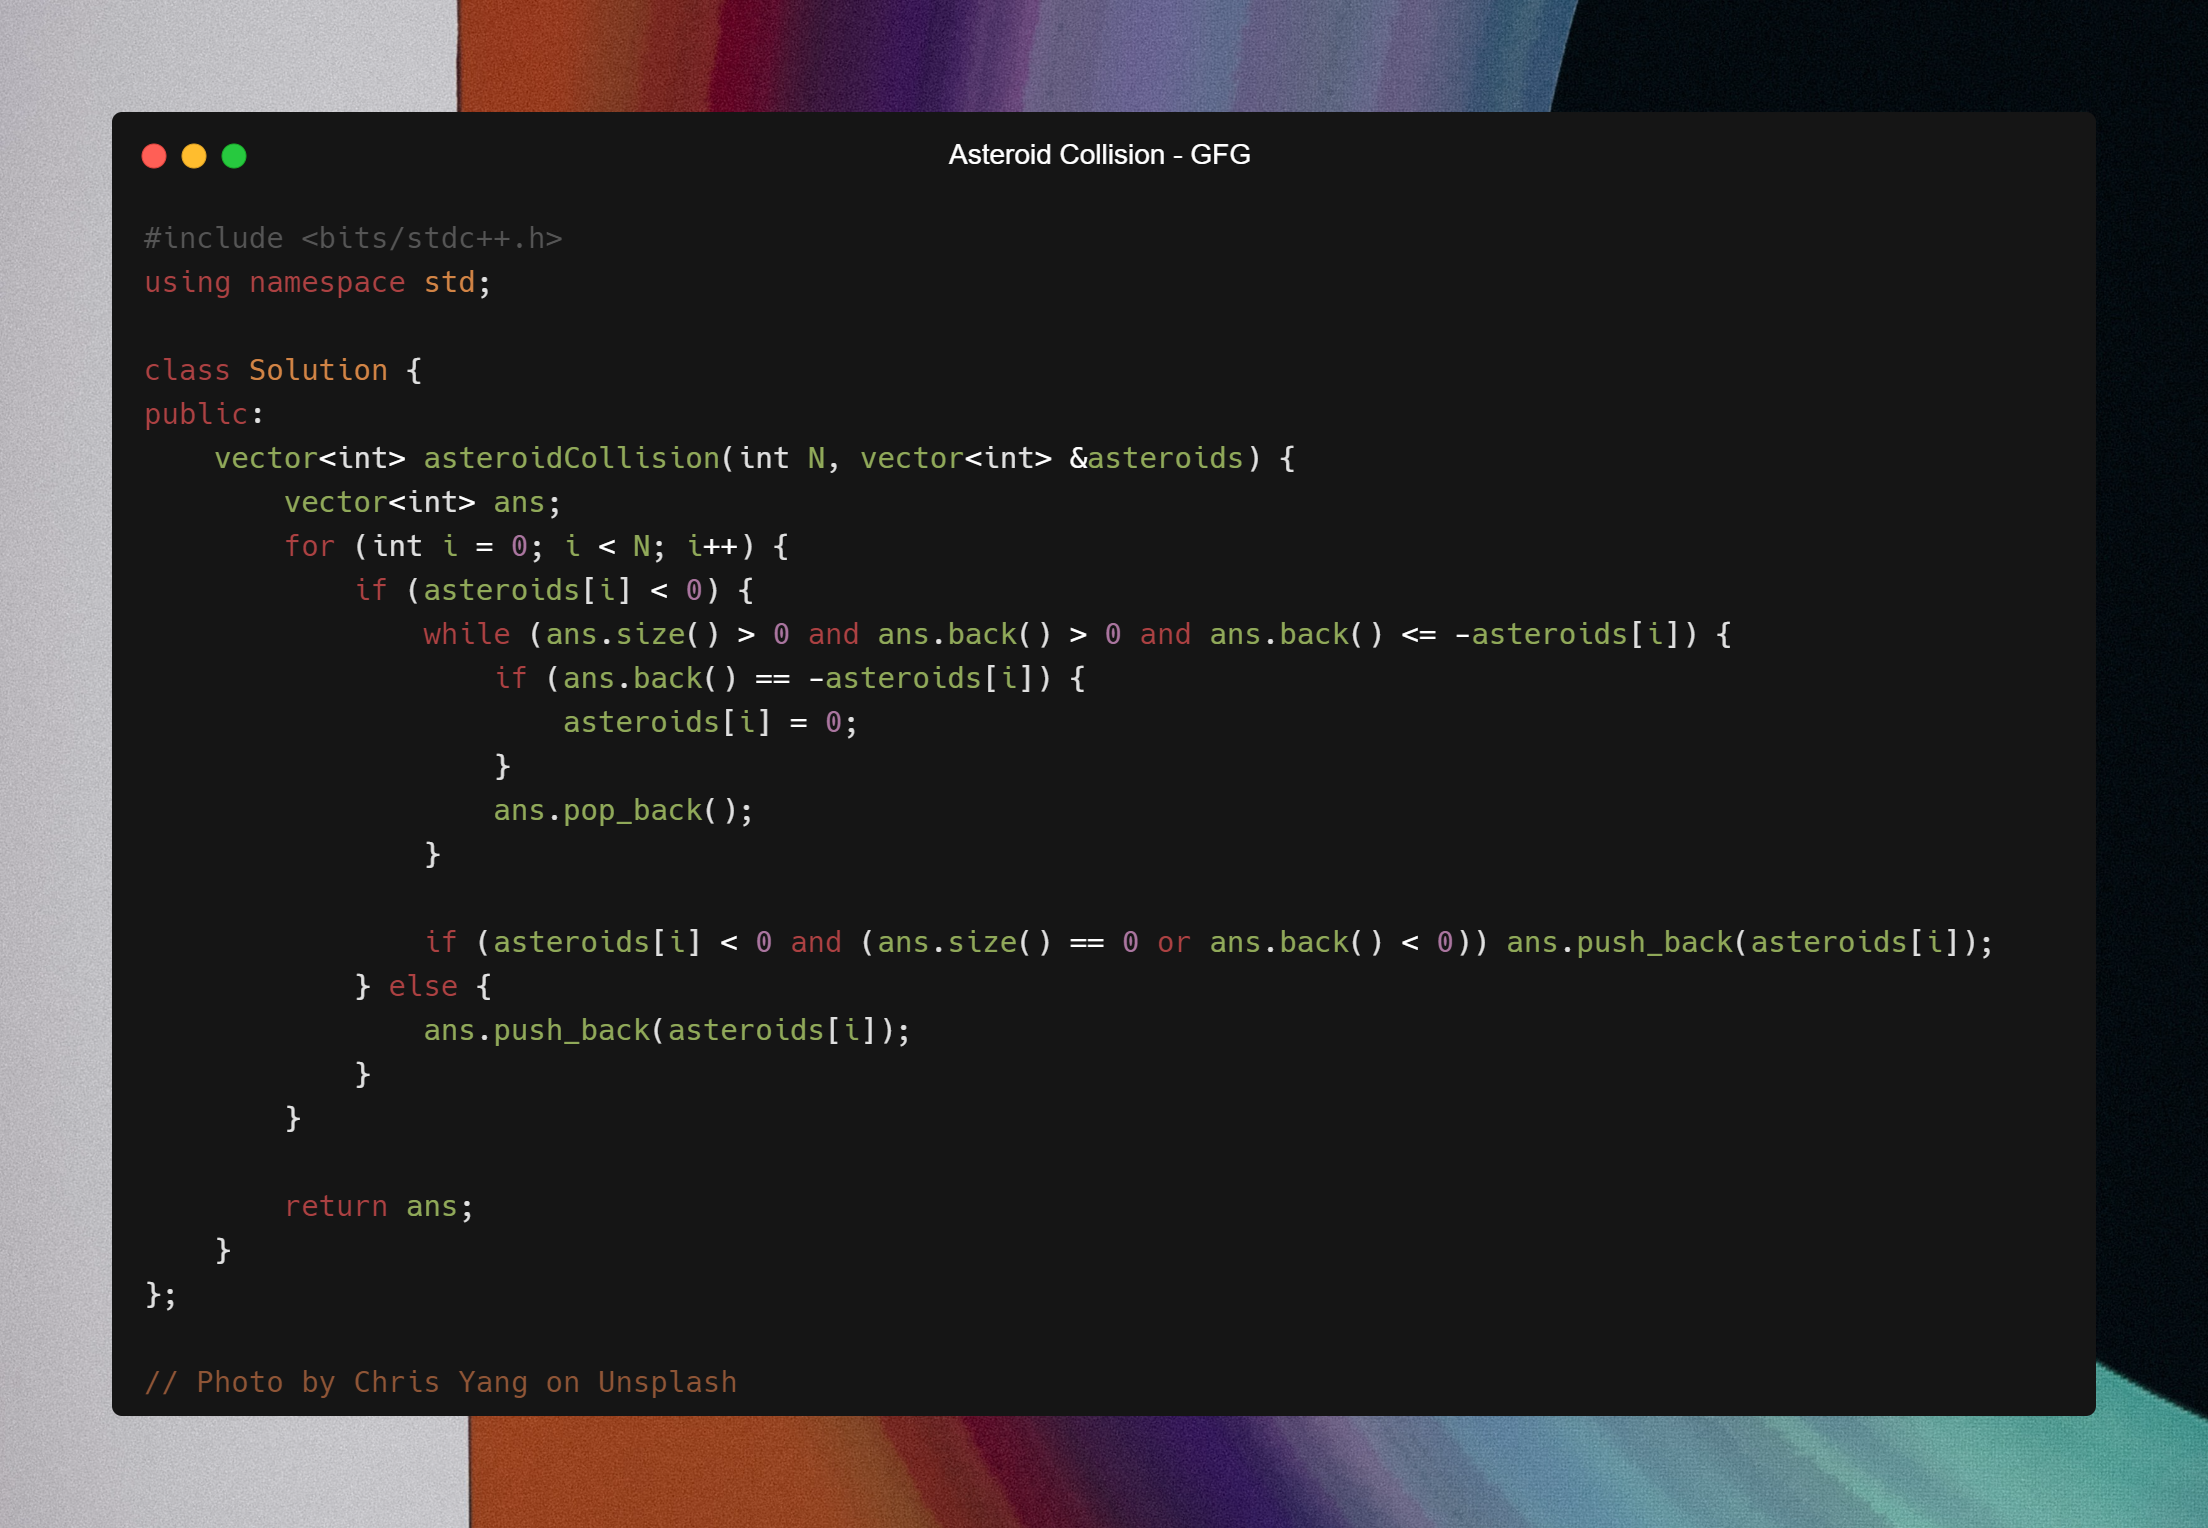 Asteroid Collision - GFG
#include <bits/stdc++.h>
using namespace std;
class Solution {
public:
    vector<int> asteroidCollision(int N, vector<int> &asteroids) {
        vector<int> ans;
        for (int i = 0; i < N; i++) {
            if (asteroids[i] < 0) {
                while (ans.size() > 0 and ans.back() > 0 and ans.back() <= -asteroids[i]) {
                    if (ans.back() == -asteroids[i]) {
                        asteroids[i] = 0;
                    }
                    ans.pop_back();
                }
                if (asteroids[i] < 0 and (ans.size() == 0 or ans.back() < 0)) ans.push_back(asteroids[i]);
            } else {
                ans.push_back(asteroids[i]);
            }
        }
        return ans;
    }
};
// Photo by Chris Yang on Unsplash